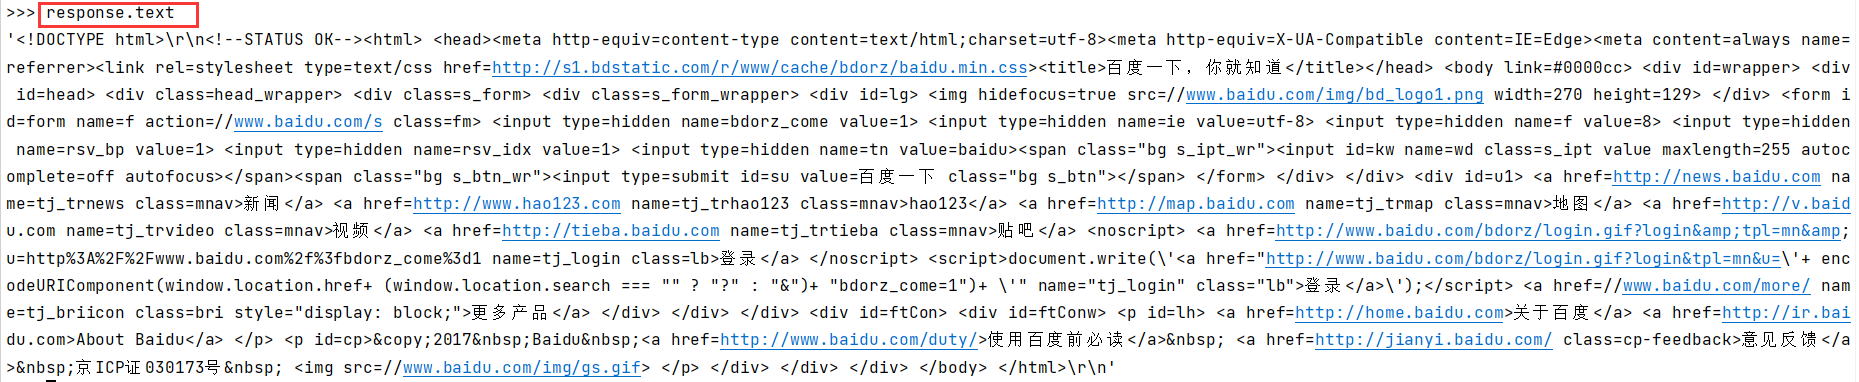 >>> response.text
'<!DOCTYPE html>\r\n<!--STATUS OK--><html> <head><meta http-equiv=content-type content=text/html;charset=utf-8><meta http-equiv=X-UA-Compatible content=IE=Edge><meta content=always name=
referrer><link rel=stylesheet type=text/css href=http://s1.bdstatic.com/r/www/cache/bdorz/baidu.min.css><title>百度一下，你就知道</title></head> <body link=#0000cc> <div id=wrapper> <div
 id=head> <div class=head_wrapper> <div class=s_form> <div class=s_form_wrapper> <div id=lg> <img hidefocus=true src=//www.baidu.com/img/bd_logo1.png width=270 height=129> </div> <form i
d=form name=f action=//www.baidu.com/s class=fm> <input type=hidden name=bdorz_come value=1> <input type=hidden name=ie value=utf-8> <input type=hidden name=f value=8> <input type=hidden
 name=rsv_bp value=1> <input type=hidden name=rsv_idx value=1> <input type=hidden name=tn value=baidu><span class="bg s_ipt_wr"><input id=kw name=wd class=s_ipt value maxlength=255 autoc
omplete=off autofocus></span><span class="bg s_btn_wr"><input type=submit id=su value=百度一下 class="bg s_btn"></span> </form> </div> </div> <div id=u1> <a href=http://news.baidu.com na
me=tj_trnews class=mnav>新闻</a> <a href=http://www.hao123.com name=tj_trhao123 class=mnav>hao123</a> <a href=http://map.baidu.com name=tj_trmap class=mnav>地图</a> <a href=http://v.baid
u.com name=tj_trvideo class=mnav>视频</a> <a href=http://tieba.baidu.com name=tj_trtieba class=mnav>贴吧</a> <noscript> <a href=http://www.baidu.com/bdorz/login.gif?login&amp;tpl=mn&amp;
u=http%3A%2F%2Fwww.baidu.com%2f%3fbdorz_come%3d1 name=tj_login class=lb>登录</a> </noscript> <script>document.write(\'<a href="http://www.baidu.com/bdorz/login.gif?login&tpl=mn&u=\'+ enc
odeURIComponent(window.location.href+ (window.location.search === "" ? "?" : "&")+ "bdorz_come=1")+ \'" name="tj_login" class="lb">登录</a>\');</script> <a href=//www.baidu.com/more/ nam
e=tj_briicon class=bri style="display: block;">更多产品</a> </div> </div> </div> <div id=ftCon> <div id=ftConw> <p id=lh> <a href=http://home.baidu.com>关于百度</a> <a href=http://ir.bai
du.com>About Baidu</a> </p> <p id=cp>&copy;2017&nbsp;Baidu&nbsp;<a href=http://www.baidu.com/duty/>使用百度前必读</a>&nbsp; <a href=http://jianyi.baidu.com/ class=cp-feedback>意见反馈</a
>&nbsp;京ICP证030173号&nbsp; <img src=//www.baidu.com/img/gs.gif> </p> </div> </div> </div> </body> </html>\r\n'